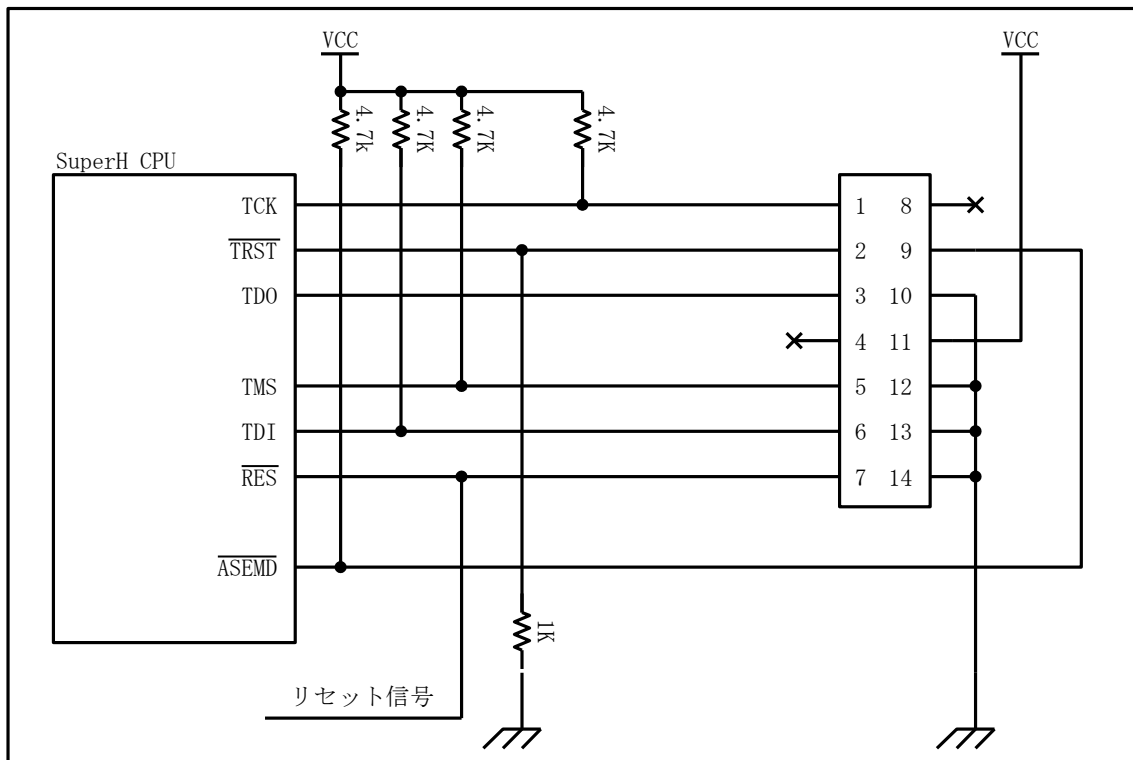 VCC
VCC
4.7k
4.7K
4.7K
4.7K
SuperH CPU
TCK
1 8
TRST
2 9
TDO
3 10
4 11
TMS
5 12
TDI
6 13
RES
7 14
ASEMD
1K
リセット信号